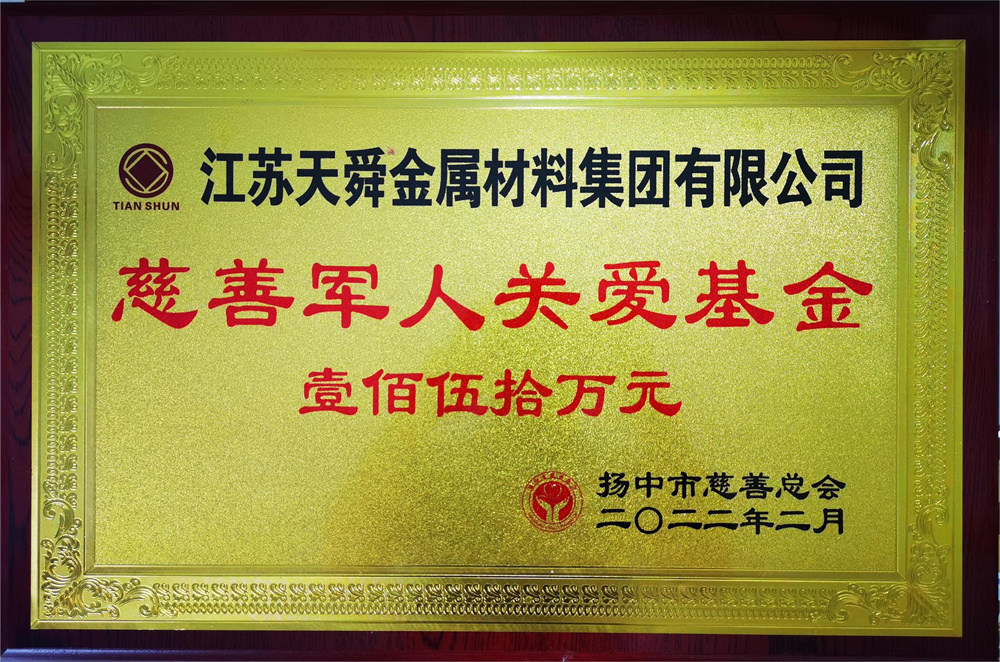 江苏天舜金属材料集团有限公司
TIAN SHUN
慈善军人关爱基金
壹佰伍拾万元
扬中市慈善总会
二〇二二年二月